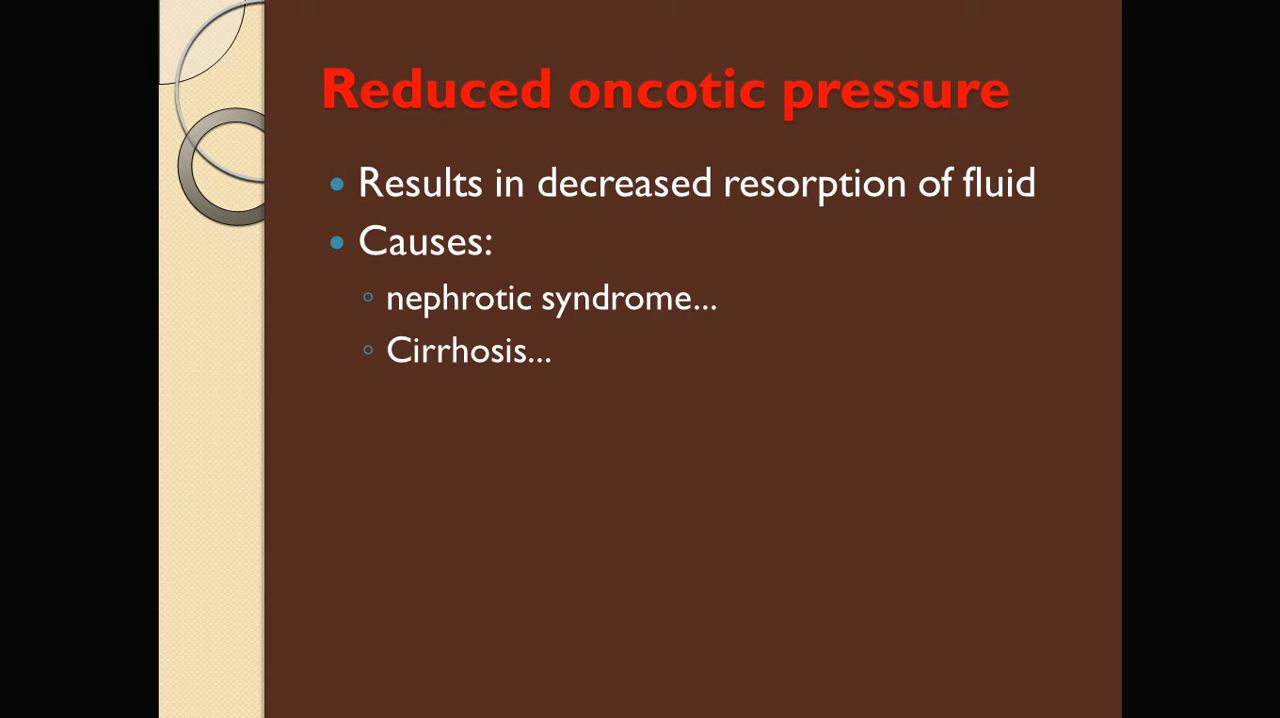 Reduced oncotic pressure
• Results in decreased resorption of fluid
• Causes:
◦ nephrotic syndrome...
◦ Cirrhosis...